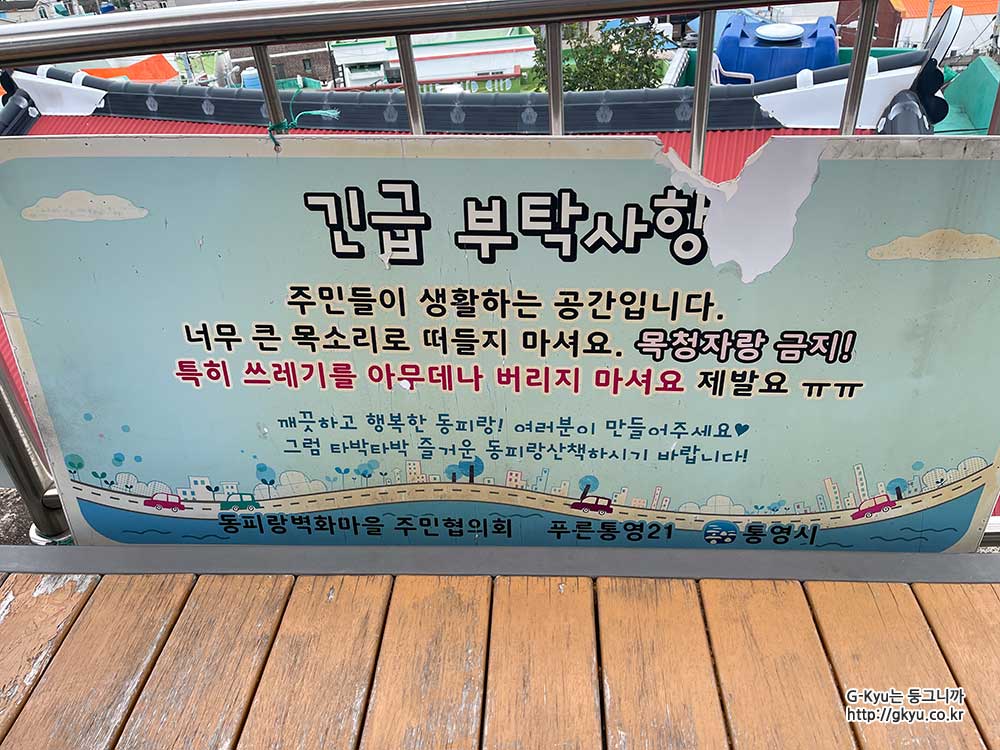 긴급 부탁사항
주민들이 생활하는 공간입니다.
너무 큰 목소리로 떠들지 마셔요. 목청자랑 금지!
특히 쓰레기를 아무데나 버리지 마셔요 제발요 ㅠㅠ
깨끗하고 행복한 동피랑! 여러분이 만들어주세요♥
그럼 타박타박 즐거운 동피랑산책하시기 바랍니다!
동피랑벽화마을 주민협의회 푸른통영21 통영시
G-Kyu는 둥그니까
http://gkyu.co.kr